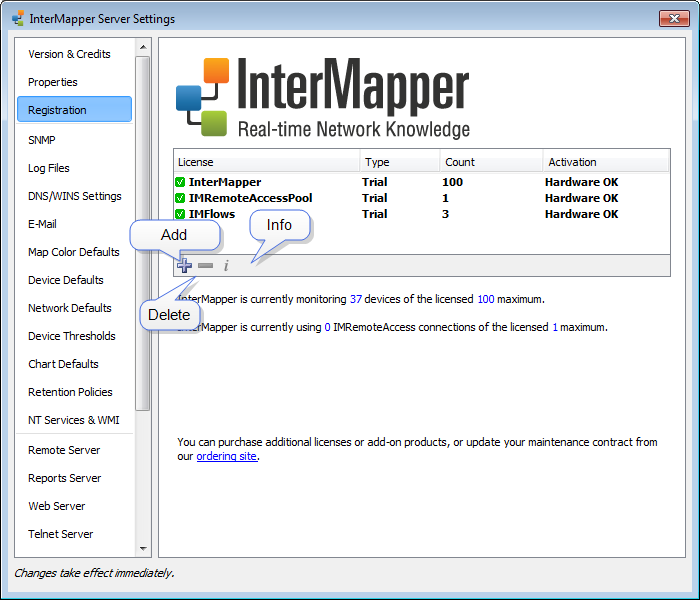 InterMapper Server Settings
Version & Credits
Properties
Registration
SNMP
Log Files
DNS/WINS Settings
E-Mail
Map Color Defaults
Device Defaults
Network Defaults
Device Thresholds
Chart Defaults
Retention Policies
NT Services & WMI
Remote Server
Reports Server
Web Server
Telnet Server
InterMapper
Real-time Network Knowledge
License Type Count Activation
InterMapper Trial 100 Hardware OK
IMRemoteAccessPool Trial 1 Hardware OK
IMFlows Trial 3 Hardware OK
Add
Info
i
Delete
InterMapper is currently monitoring 37 devices of the licensed 100 maximum.
InterMapper is currently using 0 IMRemoteAccess connections of the licensed 1 maximum.
You can purchase additional licenses or add-on products, or update your maintenance contract from
our ordering site.
Changes take effect immediately.